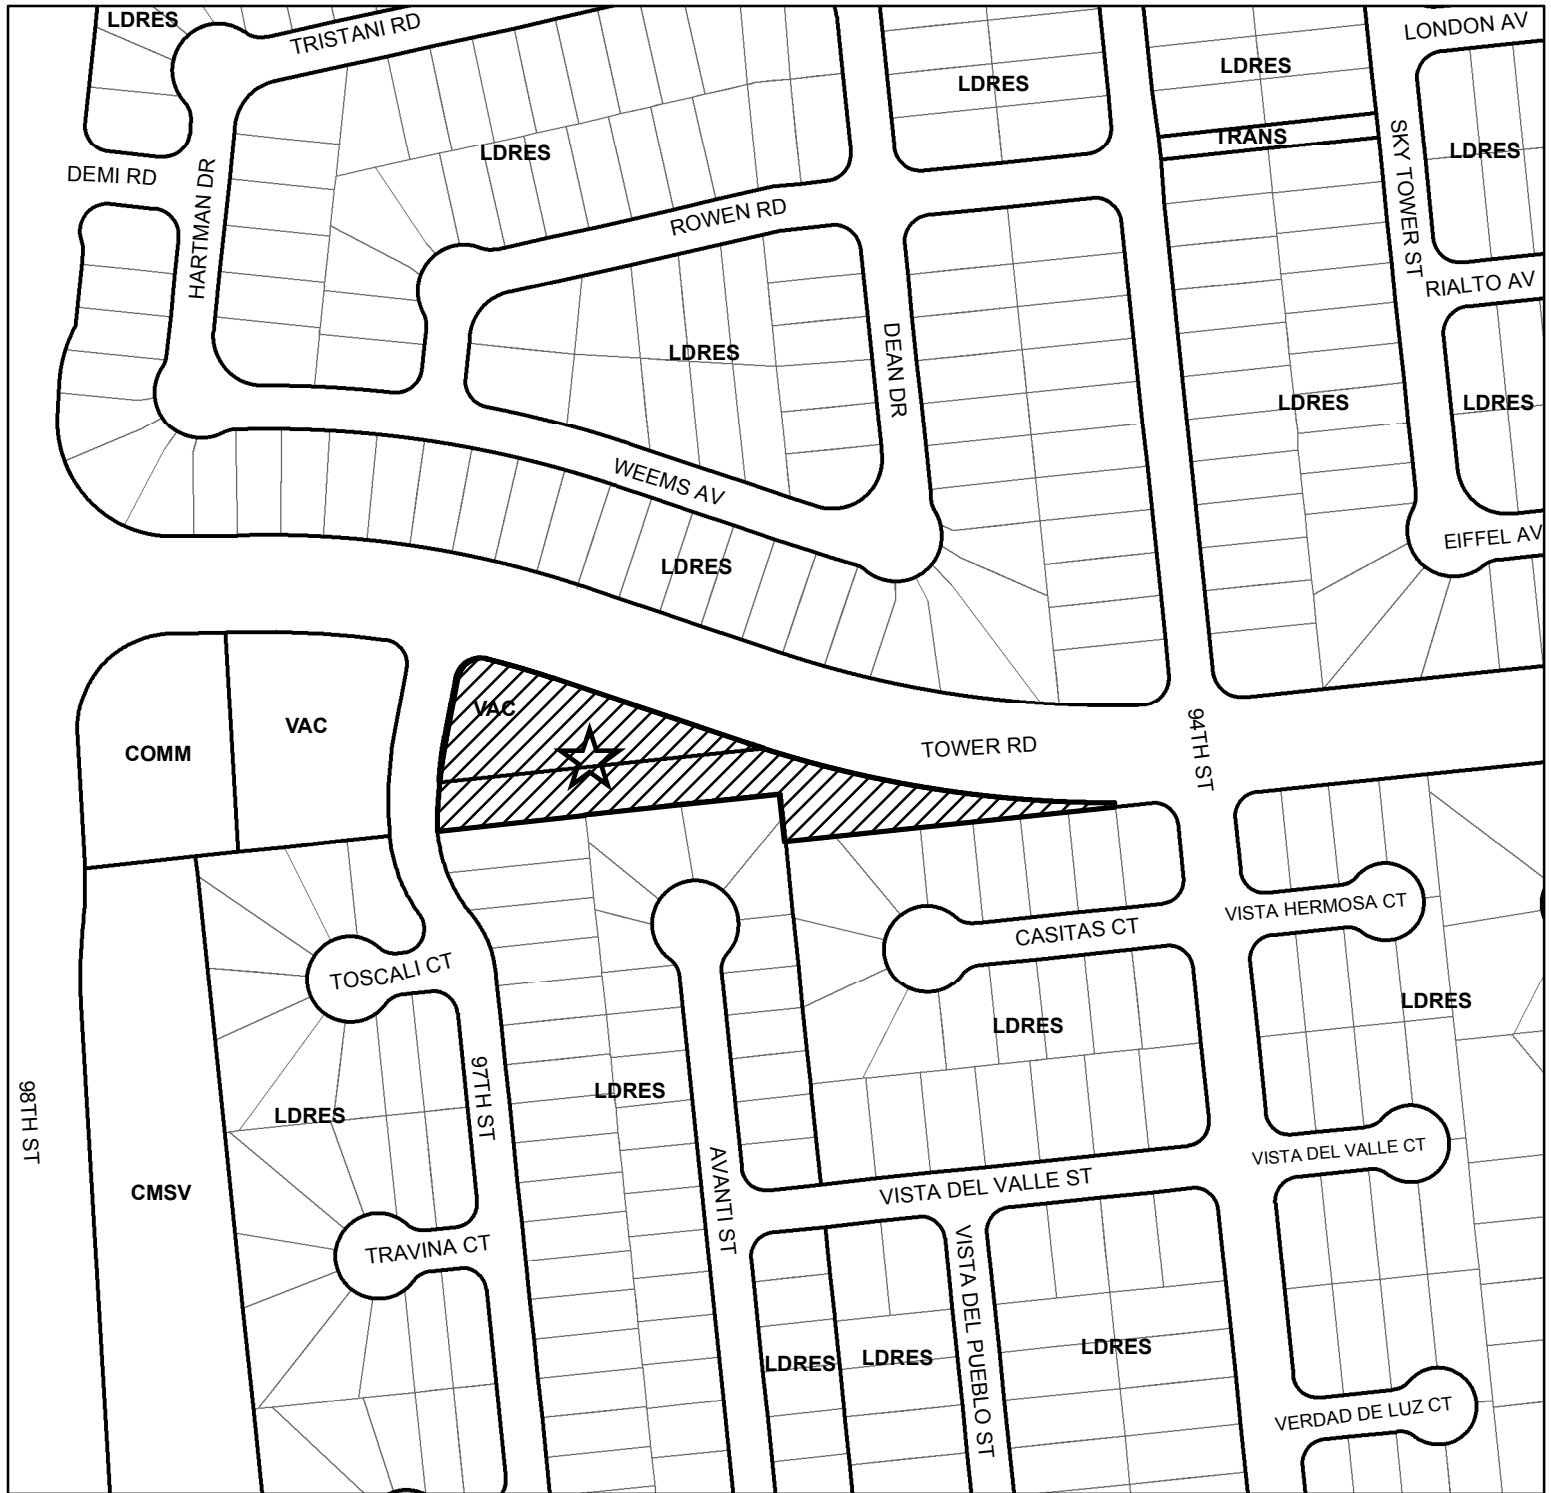 LDRES
TRISTANI RD
LONDON AV
LDRES
LDRES
TRANS
LDRES
LDRES
DEMI RD
HARTMAN DR
SKY TOWER ST
ROWEN RD
RIALTO AV
LDRES
DEAN DR
LDRES
LDRES
WEEMS AV
EIFFEL AV
LDRES
VAC
VAC
COMM
TOWER RD
94TH ST
VISTA HERMOSA CT
CASITAS CT
TOSCALI CT
LDRES
LDRES
98TH ST
97TH ST
LDRES
LDRES
VISTA DEL VALLE CT
AVANTI ST
VISTA DEL VALLE ST
CMSV
TRAVINA CT
VISTA DEL PUEBLO ST
LDRES
LDRES
LDRES
VERDAD DE LUZ CT